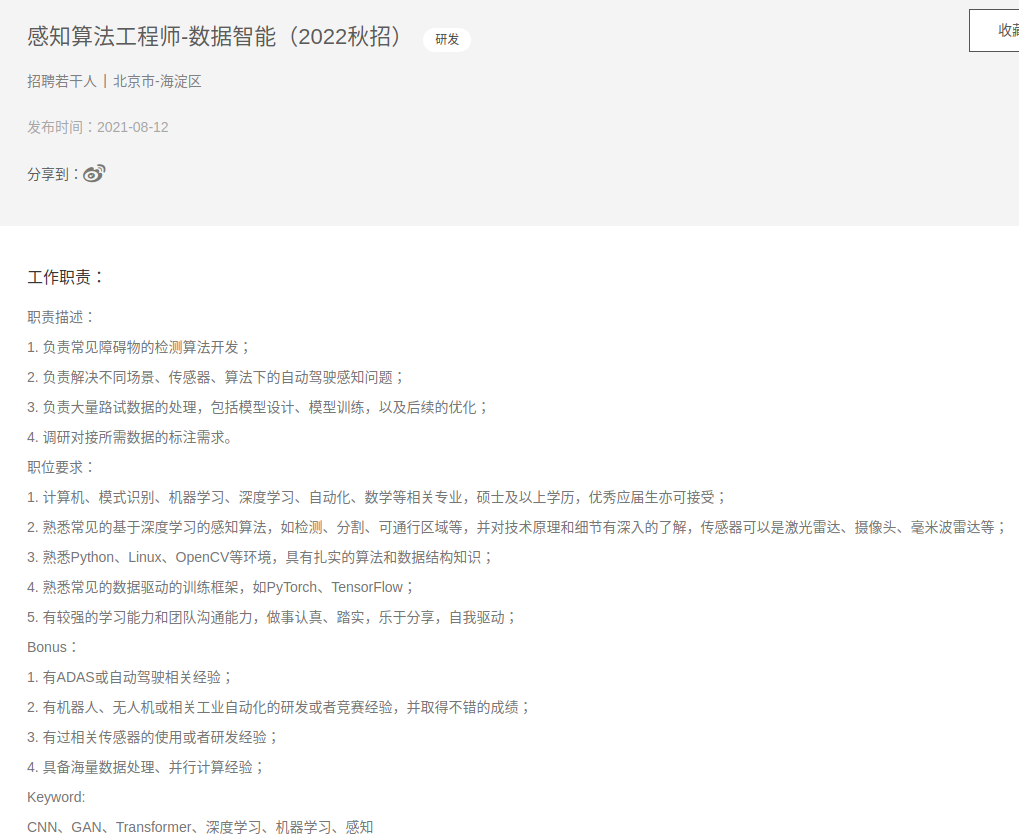 感知算法工程师-数据智能（2022秋招） 研发
收藏
招聘若干人丨北京市-海淀区
发布时间：2021-08-12
分享到：
工作职责：
职责描述：
1. 负责常见障碍物的检测算法开发；
2. 负责解决不同场景、传感器、算法下的自动驾驶感知问题；
3. 负责大量路试数据的处理，包括模型设计、模型训练，以及后续的优化；
4. 调研对接所需数据的标注需求。
职位要求：
1. 计算机、模式识别、机器学习、深度学习、自动化、数学等相关专业，硕士及以上学历，优秀应届生亦可接受；
2. 熟悉常见的基于深度学习的感知算法，如检测、分割、可通行区域等，并对技术原理和细节有深入的了解，传感器可以是激光雷达、摄像头、毫米波雷达等；
3. 熟悉Python、Linux、OpenCV等环境，具有扎实的算法和数据结构知识；
4. 熟悉常见的数据驱动的训练框架，如PyTorch、TensorFlow；
5. 有较强的学习能力和团队沟通能力，做事认真、踏实，乐于分享，自我驱动；
Bonus：
1. 有ADAS或自动驾驶相关经验；
2. 有机器人、无人机或相关工业自动化的研发或者竞赛经验，并取得不错的成绩；
3. 有过相关传感器的使用或者研发经验；
4. 具备海量数据处理、并行计算经验；
Keyword:
CNN、GAN、Transformer、深度学习、机器学习、感知